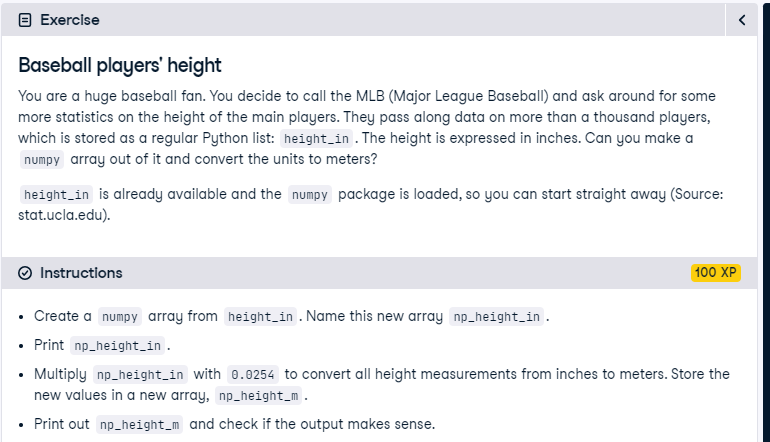 Exercise
Baseball players' height
You are a huge baseball fan. You decide to call the MLB (Major League Baseball) and ask around for some
more statistics on the height of the main players. They pass along data on more than a thousand players,
which is stored as a regular Python list: height_in. The height is expressed in inches. Can you make a
numpy array out of it and convert the units to meters?
height_in is already available and the numpy package is loaded, so you can start straight away (Source:
stat.ucla.edu).
Instructions
100 XP
• Create a numpy array from height_in. Name this new array np_height_in.
• Print np_height_in.
• Multiply np_height_in with 0.0254 to convert all height measurements from inches to meters. Store the
new values in a new array, np_height_m.
• Print out np_height_m and check if the output makes sense.